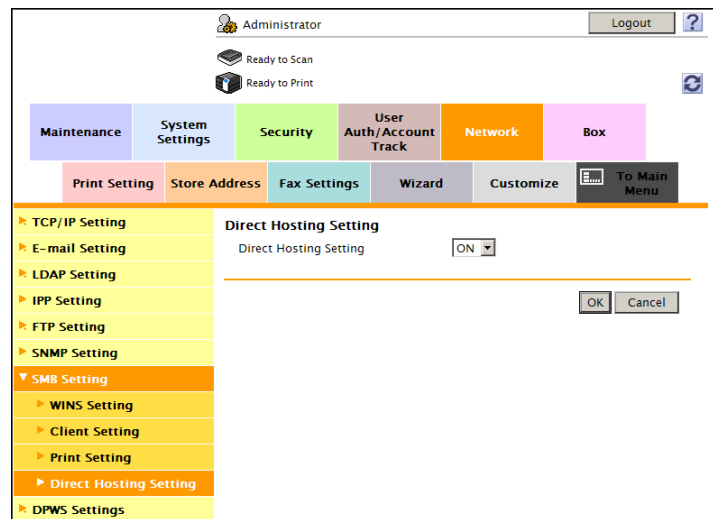 Administrator
Logout
?
Ready to Scan
Ready to Print
Maintenance
System
Settings
Security
User
Auth/Account
Track
Network
Box
Print Setting
Store Address
Fax Settings
Wizard
Customize
To Main
Menu
TCP/IP Setting
E-mail Setting
LDAP Setting
IPP Setting
FTP Setting
SNMP Setting
SMB Setting
WINS Setting
Client Setting
Print Setting
Direct Hosting Setting
DPWS Settings
Direct Hosting Setting
Direct Hosting Setting ON
OK Cancel